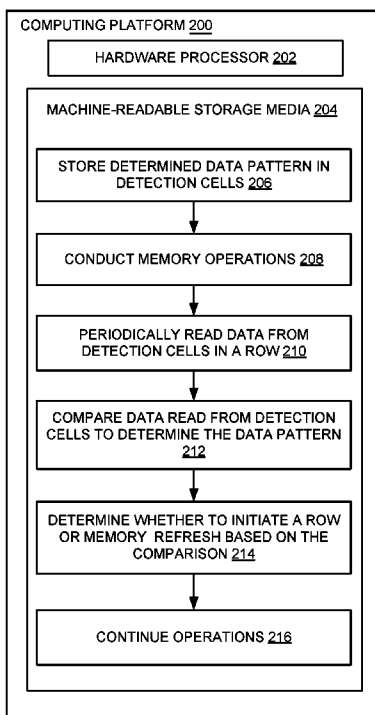 COMPUTING PLATFORM 200
HARDWARE PROCESSOR 202
MACHINE-READABLE STORAGE MEDIA 204
STORE DETERMINED DATA PATTERN IN
DETECTION CELLS 206
CONDUCT MEMORY OPERATIONS 208
PERIODICALLY READ DATA FROM
DETECTION CELLS IN A ROW 210
COMPARE DATA READ FROM DETECTION
CELLS TO DETERMINE THE DATA PATTERN
212
DETERMINE WHETHER TO INITIATE A ROW
OR MEMORY REFRESH BASED ON THE
COMPARISON 214
CONTINUE OPERATIONS 216